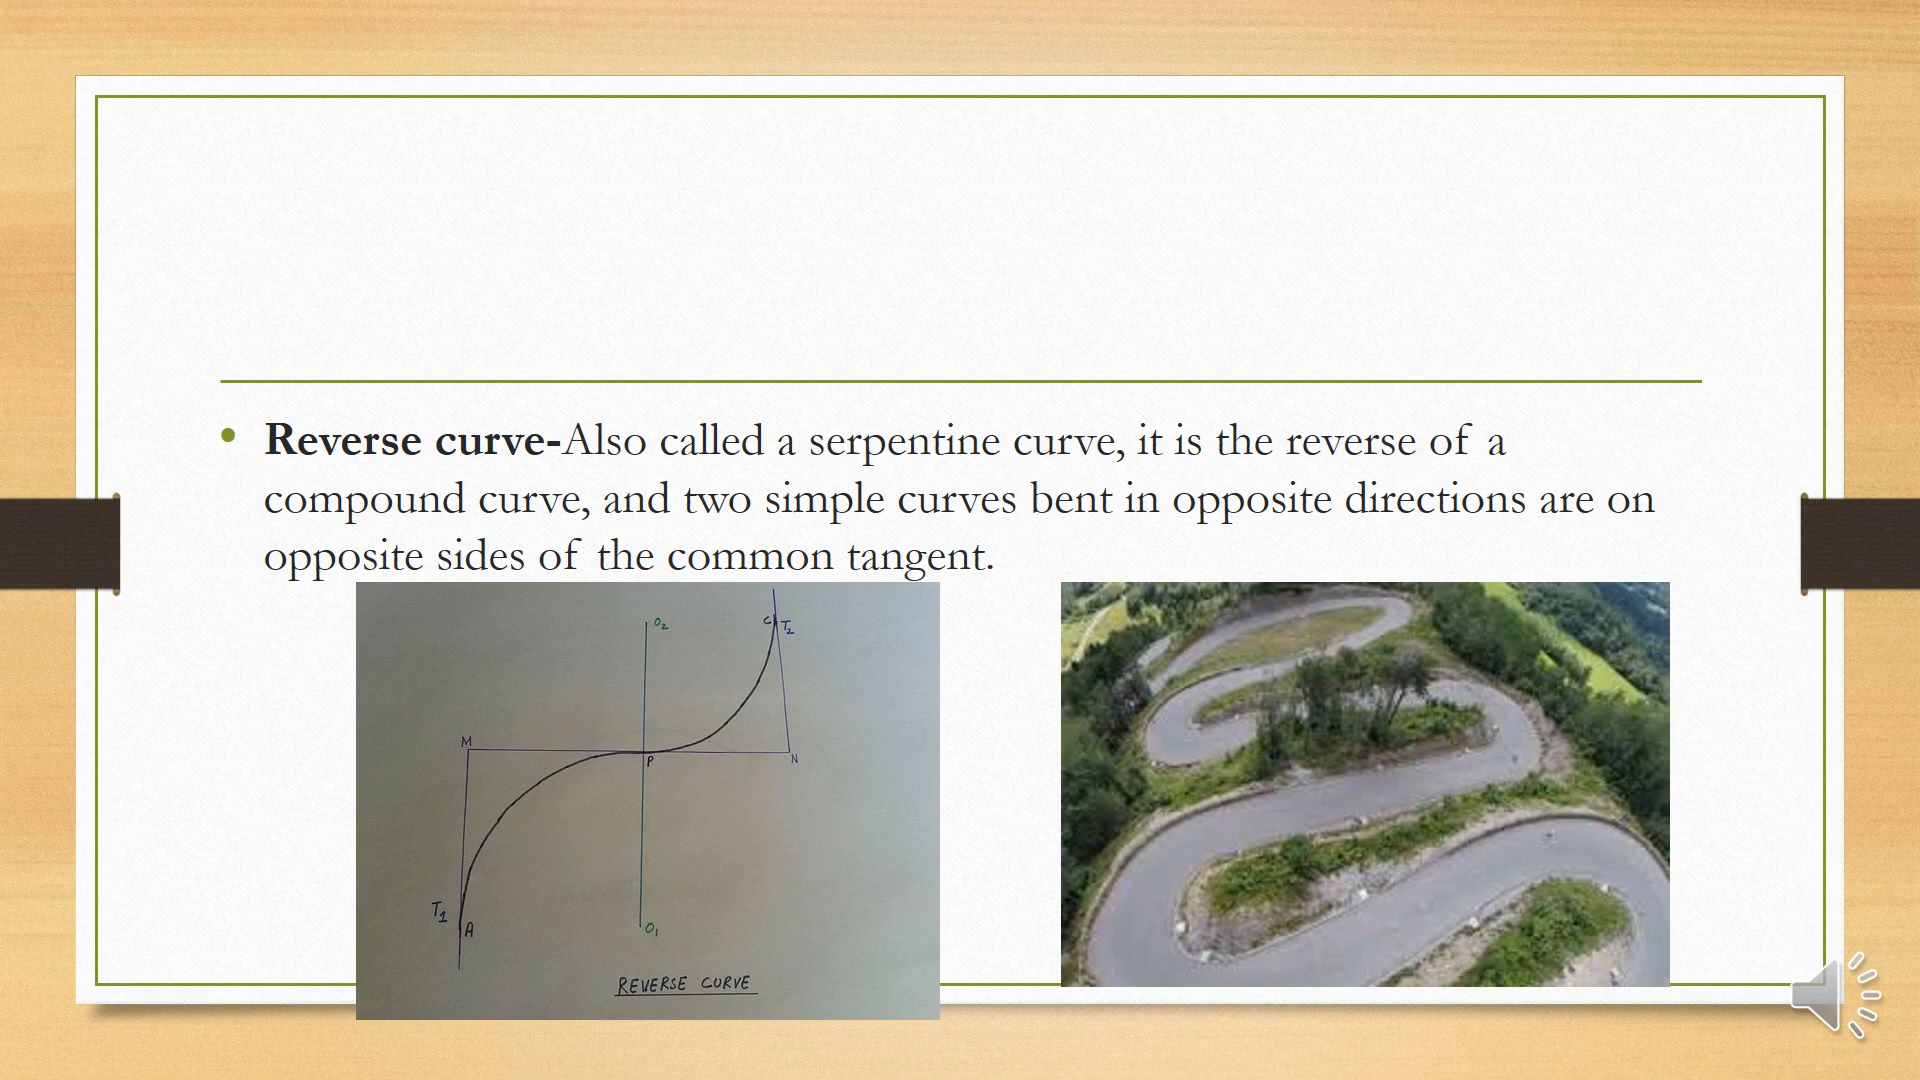 Reverse curve-Also called a serpentine curve, it is the reverse of a
compound curve, and two simple curves bent in opposite directions are on
opposite sides of the common tangent.
O₂
C T₂
M
P
N
T₁
A
O₁
REVERSE CURVE